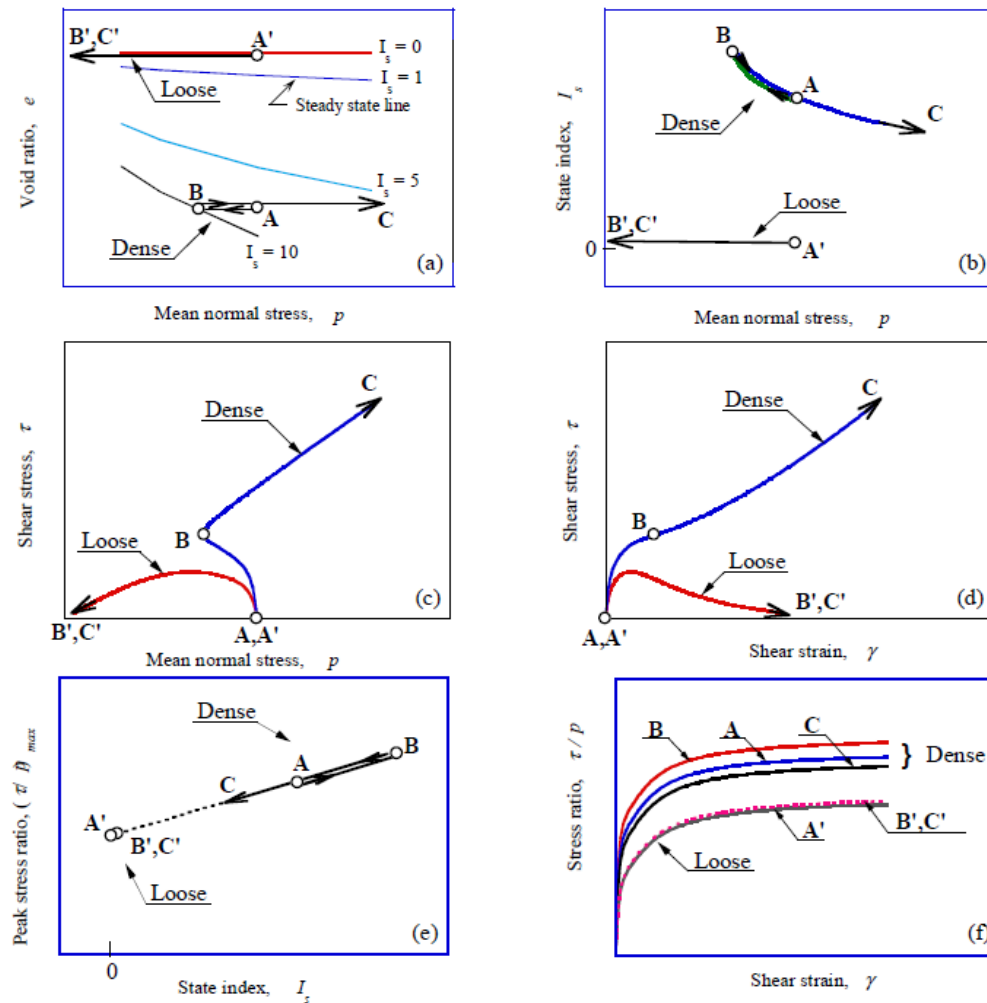 B',C'
A'
I_s = 0
I_s = 1
Loose
Steady state line
I_s = 5
B
A
C
Dense
I_s = 10
(a)
Void ratio, e
Mean normal stress, p
B
A
C
Dense
Loose
B',C'
A'
0
(b)
State index, I_s
Mean normal stress, p
C
Dense
B
Loose
(c)
B',C'
A,A'
Shear stress, τ
Mean normal stress, p
C
Dense
B
Loose
(d)
B',C'
A,A'
Shear stress, τ
Shear strain, γ
Dense
B
A
C
A'
B',C'
Loose
(e)
0
Peak stress ratio, (τ/p)_max
State index, I_s
B
A
C
} Dense
B',C'
A'
Loose
(f)
Stress ratio, τ/p
Shear strain, γ